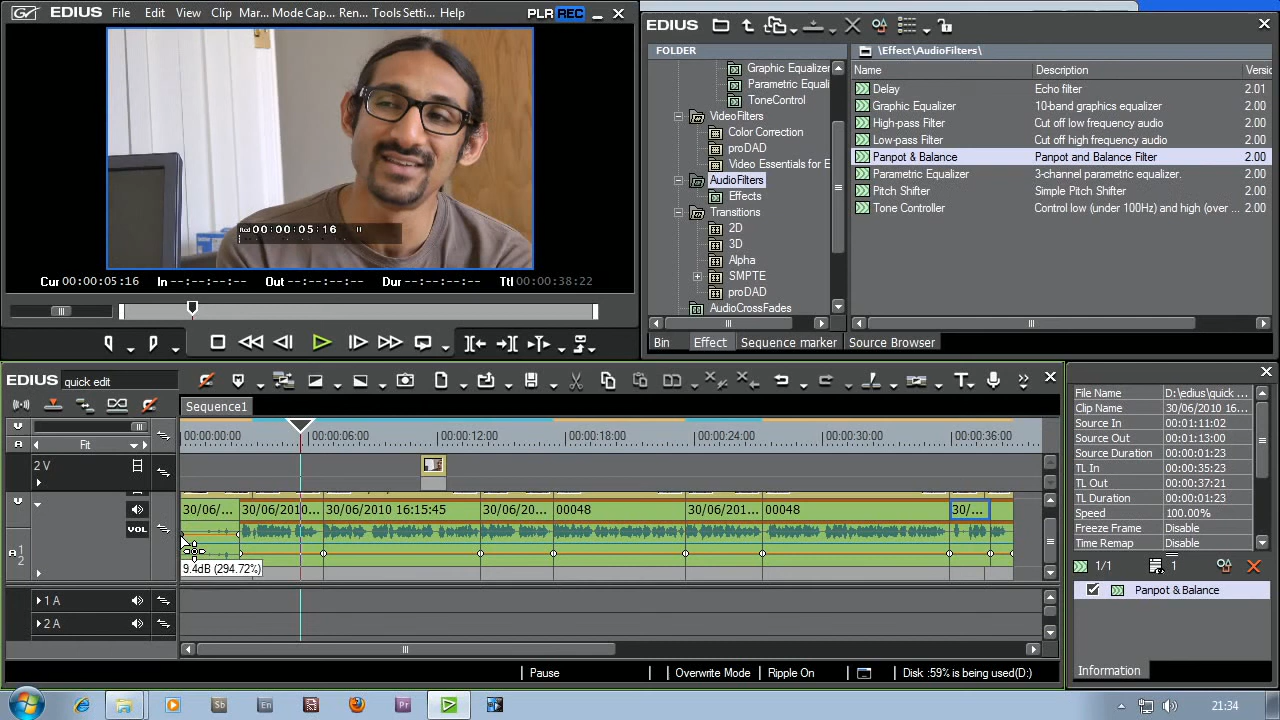 EDIUS File Edit View Clip Mar... Mode Cap... Ren... Tools Setti... Help PLR REC
Rcd 00:00:05:16
Cur 00:00:05:16 In --:--:--:-- Out --:--:--:-- Dur --:--:--:-- Ttl 00:00:38:22
EDIUS
FOLDER
Graphic Equalizer
Parametric Equali
ToneControl
VideoFilters
Color Correction
proDAD
Video Essentials for E
AudioFilters
Effects
Transitions
2D
3D
Alpha
SMPTE
proDAD
AudioCrossFades
\Effect\AudioFilters\
Name Description Versic
Delay Echo filter 2.01
Graphic Equalizer 10-band graphics equalizer 2.00
High-pass Filter Cut off low frequency audio 2.00
Low-pass Filter Cut off high frequency audio 2.00
Panpot & Balance Panpot and Balance Filter 2.00
Parametric Equalizer 3-channel parametric equalizer. 2.00
Pitch Shifter Simple Pitch Shifter 2.00
Tone Controller Control low (under 100Hz) and high (over ... 2.00
Bin Effect Sequence marker Source Browser
EDIUS quick edit
Sequence1
Fit
00:00:00:00 00:00:06:00 00:00:12:00 00:00:18:00 00:00:24:00 00:00:30:00 00:00:36:00
2 V
30/06/... 30/06/2010... 30/06/2010 16:15:45 30/06/20... 00048 30/06/201... 00048 30/...
VOL
A 1
2
9.4dB (294.72%)
1 A
2 A
Pause Overwrite Mode Ripple On Disk :59% is being used(D:)
File Name D:\edius\quick
Clip Name 30/06/2010 16...
Source In 00:01:11:02
Source Out 00:01:13:00
Source Duration 00:00:01:23
TL In 00:00:35:23
TL Out 00:00:37:21
TL Duration 00:00:01:23
Speed 100.00%
Freeze Frame Disable
Time Remap Disable
1/1 1
Panpot & Balance
Information
Sb En Pr 21:34